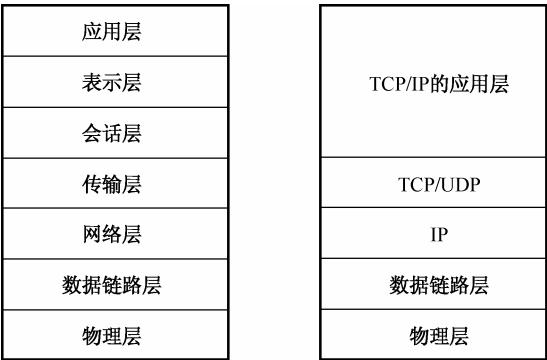 应用层
表示层
会话层
传输层
网络层
数据链路层
物理层
TCP/IP的应用层
TCP/UDP
IP
数据链路层
物理层